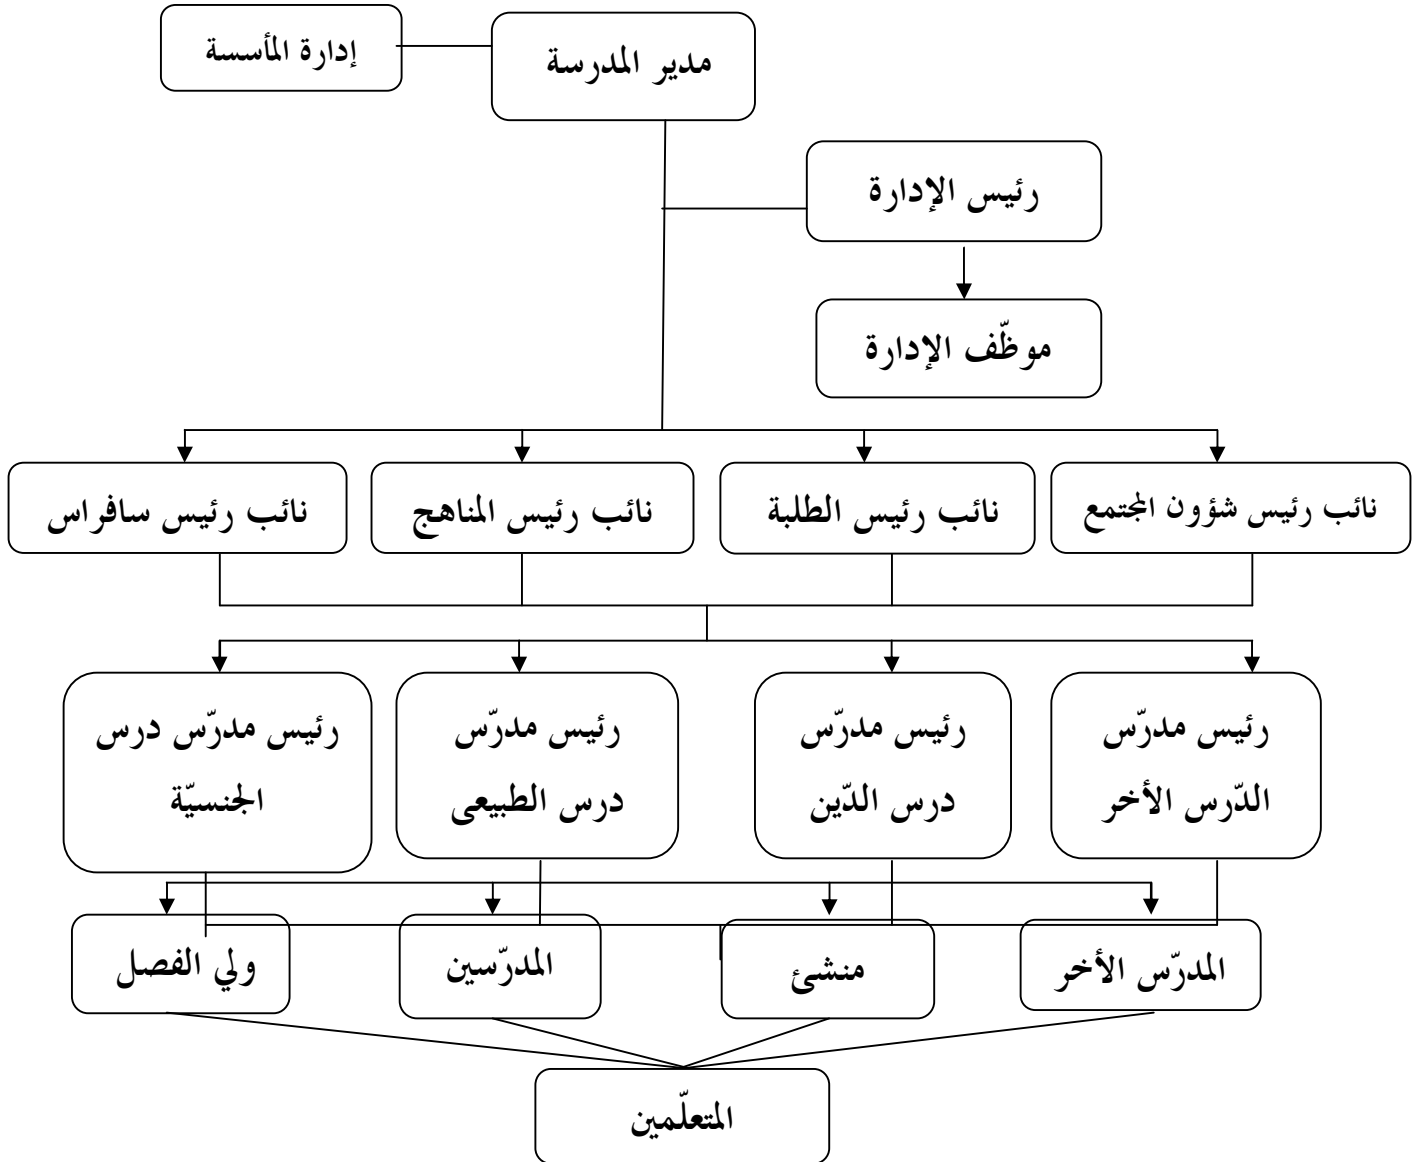 مدير المدرسة
إدارة المأسسة
رئيس الإدارة
موظّف الإدارة
نائب رئيس شؤوون المجتمع
نائب رئيس الطلبة
نائب رئيس المناهج
نائب رئيس سافراس
رئيس مدرّس
الدّرس الأخر
رئيس مدرّس
درس الدّين
رئيس مدرّس
درس الطبيعى
رئيس مدرّس درس
الجنسيّة
المدرّس الأخر
منشئ
المدرّسين
ولي الفصل
المتعلّمين